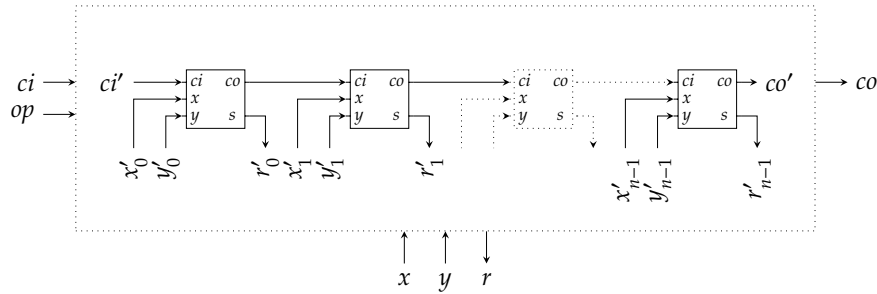 ci ci′ ci co ci co ci co ci co co′ co
op x x x x
y s y s y s y s
x′₀ y′₀ r′₀ x′₁ y′₁ r′₁ x′ₙ₋₁ y′ₙ₋₁ r′ₙ₋₁
x y r